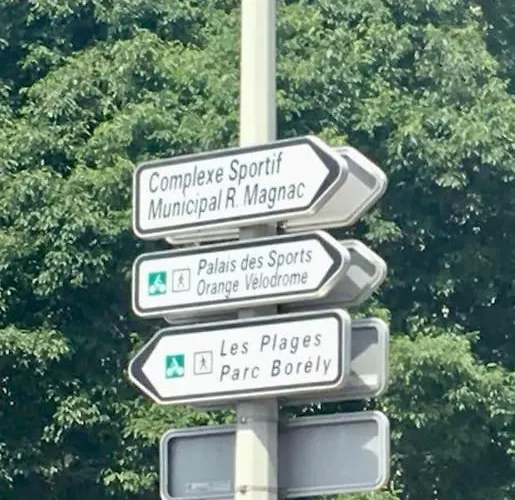 Complexe Sportif
Municipal R. Magnac
Palais des Sports
Orange Vélodrome
Les Plages
Parc Borély